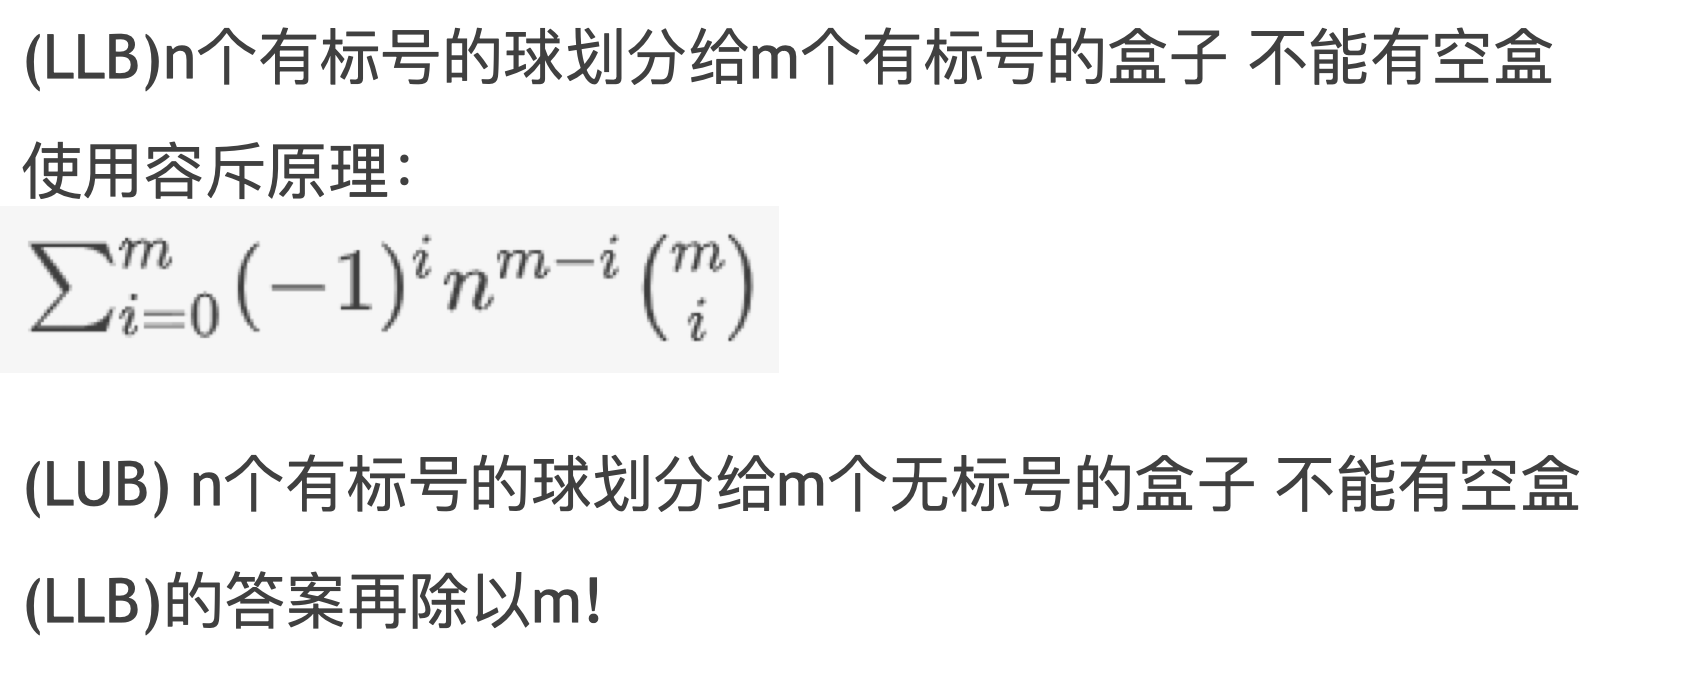 (LLB)n个有标号的球划分给m个有标号的盒子 不能有空盒
使用容斥原理：
$\sum_{i=0}^{m}(-1)^i n^{m-i}\binom{m}{i}$
(LUB) n个有标号的球划分给m个无标号的盒子 不能有空盒
(LLB)的答案再除以m!